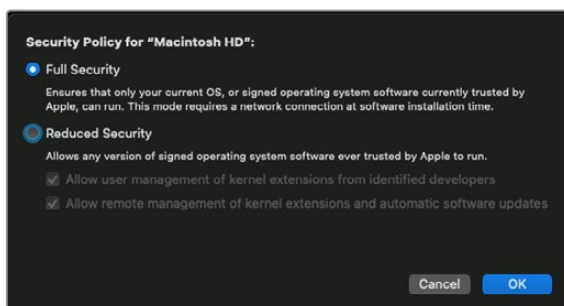 Security Policy for “Macintosh HD”:
Full Security
Ensures that only your current OS, or signed operating system software currently trusted by
Apple, can run. This mode requires a network connection at software installation time.
Reduced Security
Allows any version of signed operating system software ever trusted by Apple to run.
Allow user management of kernel extensions from identified developers
Allow remote management of kernel extensions and automatic software updates
Cancel OK